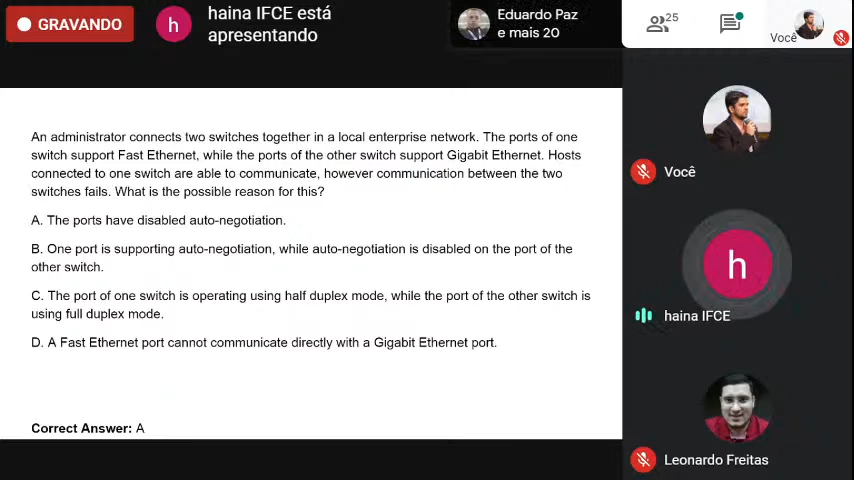 GRAVANDO
h
haina IFCE está
apresentando
Eduardo Paz
e mais 20
25
Você
An administrator connects two switches together in a local enterprise network. The ports of one
switch support Fast Ethernet, while the ports of the other switch support Gigabit Ethernet. Hosts
connected to one switch are able to communicate, however communication between the two
switches fails. What is the possible reason for this?
A. The ports have disabled auto-negotiation.
B. One port is supporting auto-negotiation, while auto-negotiation is disabled on the port of the
other switch.
C. The port of one switch is operating using half duplex mode, while the port of the other switch is
using full duplex mode.
D. A Fast Ethernet port cannot communicate directly with a Gigabit Ethernet port.
Correct Answer: A
Você
h
haina IFCE
Leonardo Freitas